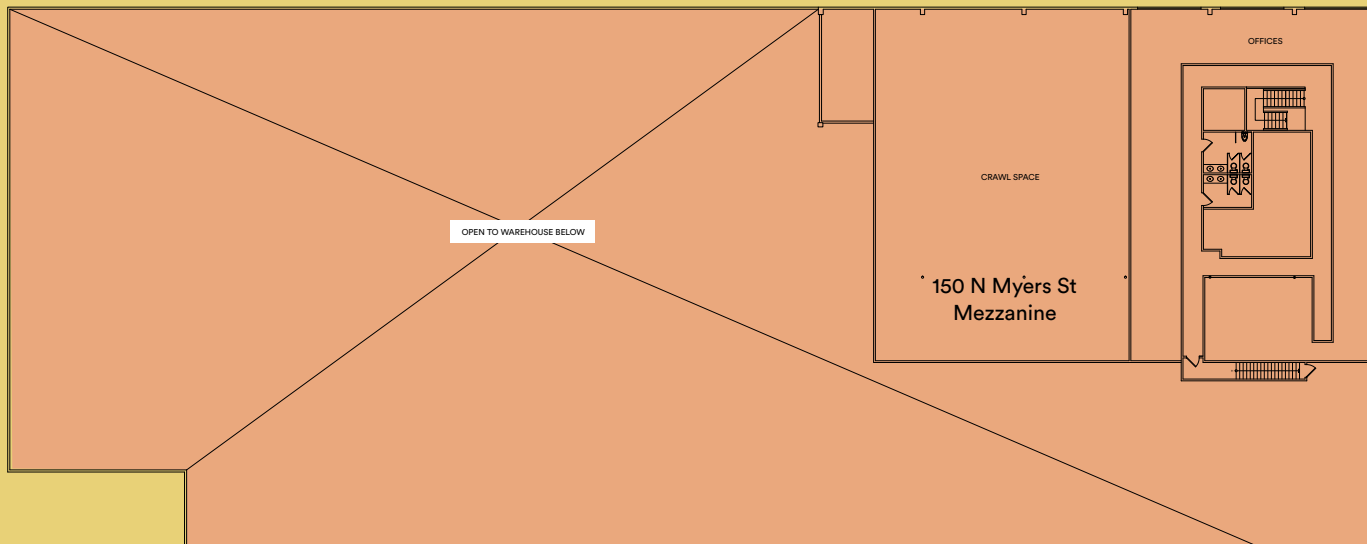 OFFICES
CRAWL SPACE
OPEN TO WAREHOUSE BELOW
150 N Myers St
Mezzanine